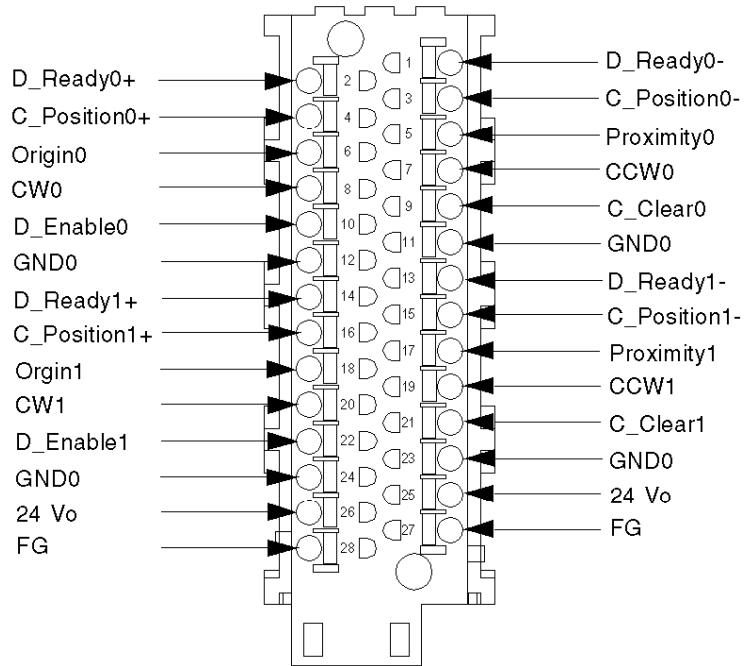 D_Ready0+
C_Position0+
Origin0
CW0
D_Enable0
GND0
D_Ready1+
C_Position1+
Orgin1
CW1
D_Enable1
GND0
24 Vo
FG
2
4
6
8
10
12
14
16
18
20
22
24
26
28
1
3
5
7
9
11
13
15
17
19
21
23
25
27
D_Ready0-
C_Position0-
Proximity0
CCW0
C_Clear0
GND0
D_Ready1-
C_Position1-
Proximity1
CCW1
C_Clear1
GND0
24 Vo
FG